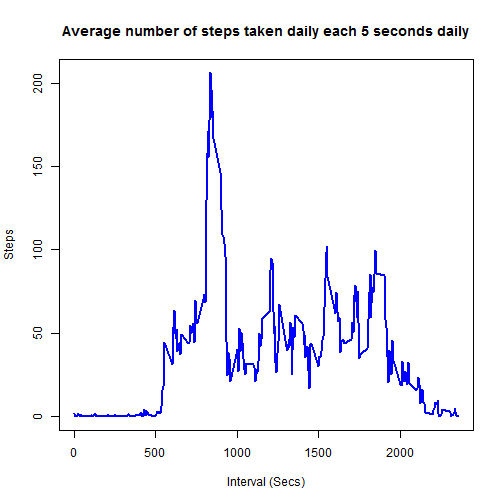 Average number of steps taken daily each 5 seconds daily
Steps
200
150
100
50
0
0 500 1000 1500 2000
Interval (Secs)